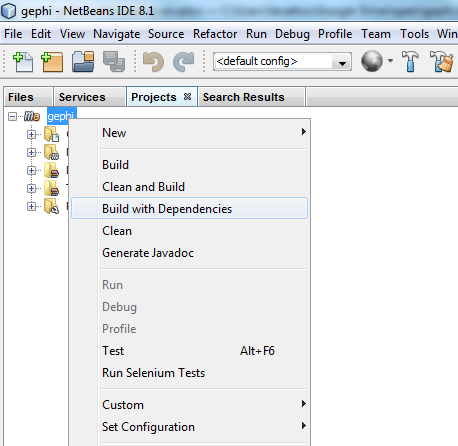 gephi - NetBeans IDE 8.1
File Edit View Navigate Source Refactor Run Debug Profile Team Tools Win
<default config>
Files Services Projects Search Results
gephi
New
Build
Clean and Build
Build with Dependencies
Clean
Generate Javadoc
Run
Debug
Profile
Test Alt+F6
Run Selenium Tests
Custom
Set Configuration